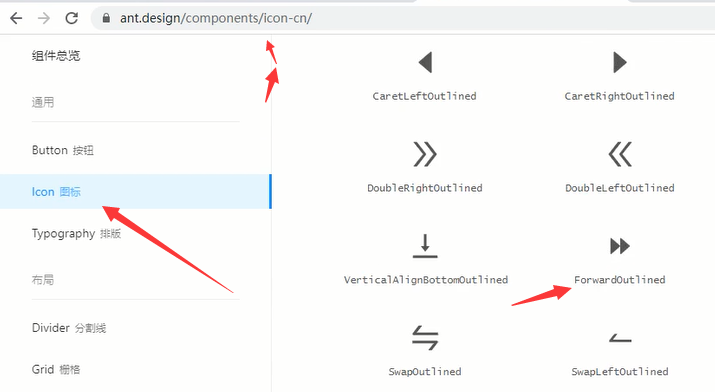 ant.design/components/icon-cn/
组件总览
通用
Button 按钮
Icon 图标
Typography 排版
布局
Divider 分割线
Grid 栅格
CaretLeftOutlined
CaretRightOutlined
DoubleRightOutlined
DoubleLeftOutlined
VerticalAlignBottomOutlined
ForwardOutlined
SwapOutlined
SwapLeftOutlined